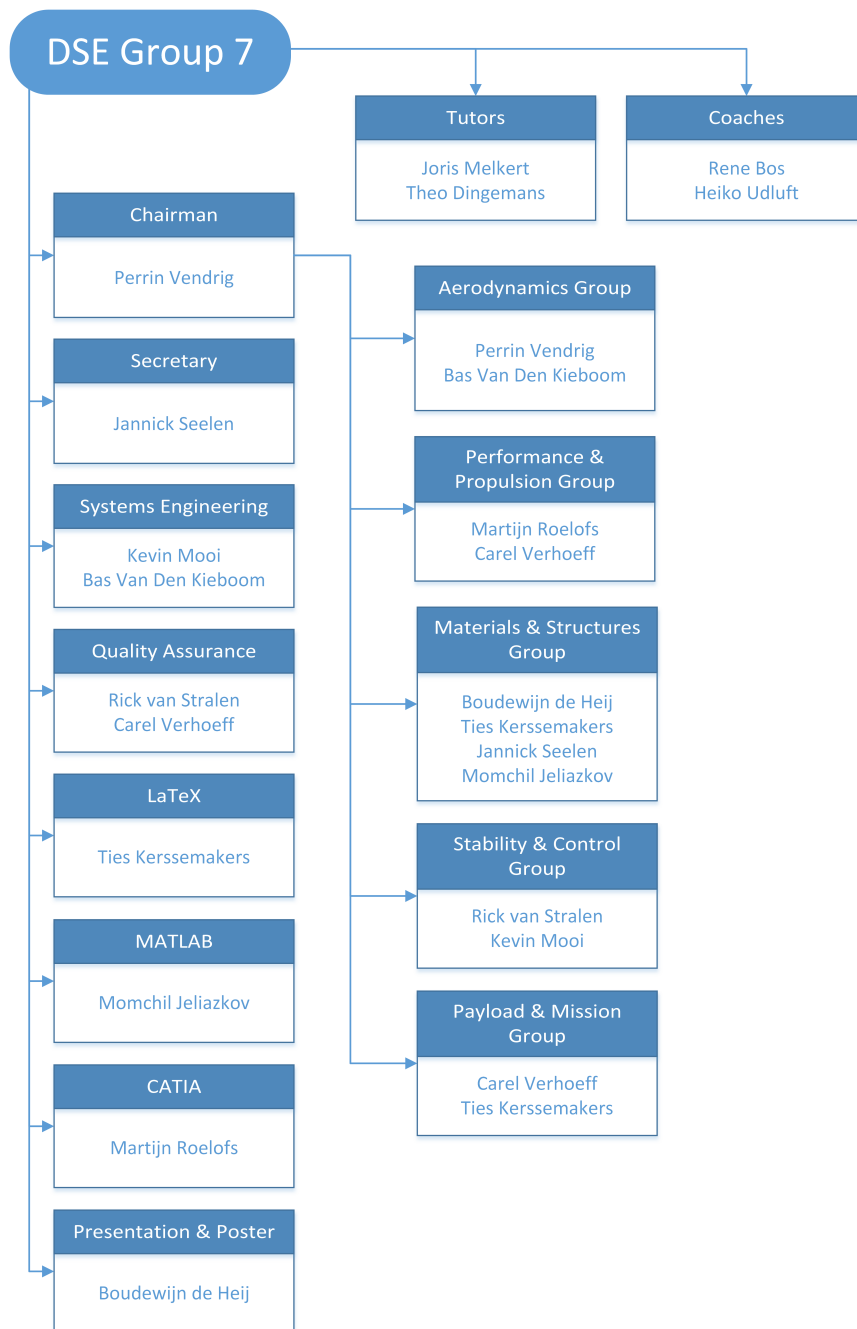 DSE Group 7
Tutors
Joris Melkert
Theo Dingemans
Coaches
Rene Bos
Heiko Udluft
Chairman
Perrin Vendrig
Secretary
Jannick Seelen
Systems Engineering
Kevin Mooi
Bas Van Den Kieboom
Quality Assurance
Rick van Stralen
Carel Verhoeff
LaTeX
Ties Kerssemakers
MATLAB
Momchil Jeliazkov
CATIA
Martijn Roelofs
Presentation & Poster
Boudewijn de Heij
Aerodynamics Group
Perrin Vendrig
Bas Van Den Kieboom
Performance &
Propulsion Group
Martijn Roelofs
Carel Verhoeff
Materials & Structures
Group
Boudewijn de Heij
Ties Kerssemakers
Jannick Seelen
Momchil Jeliazkov
Stability & Control
Group
Rick van Stralen
Kevin Mooi
Payload & Mission
Group
Carel Verhoeff
Ties Kerssemakers